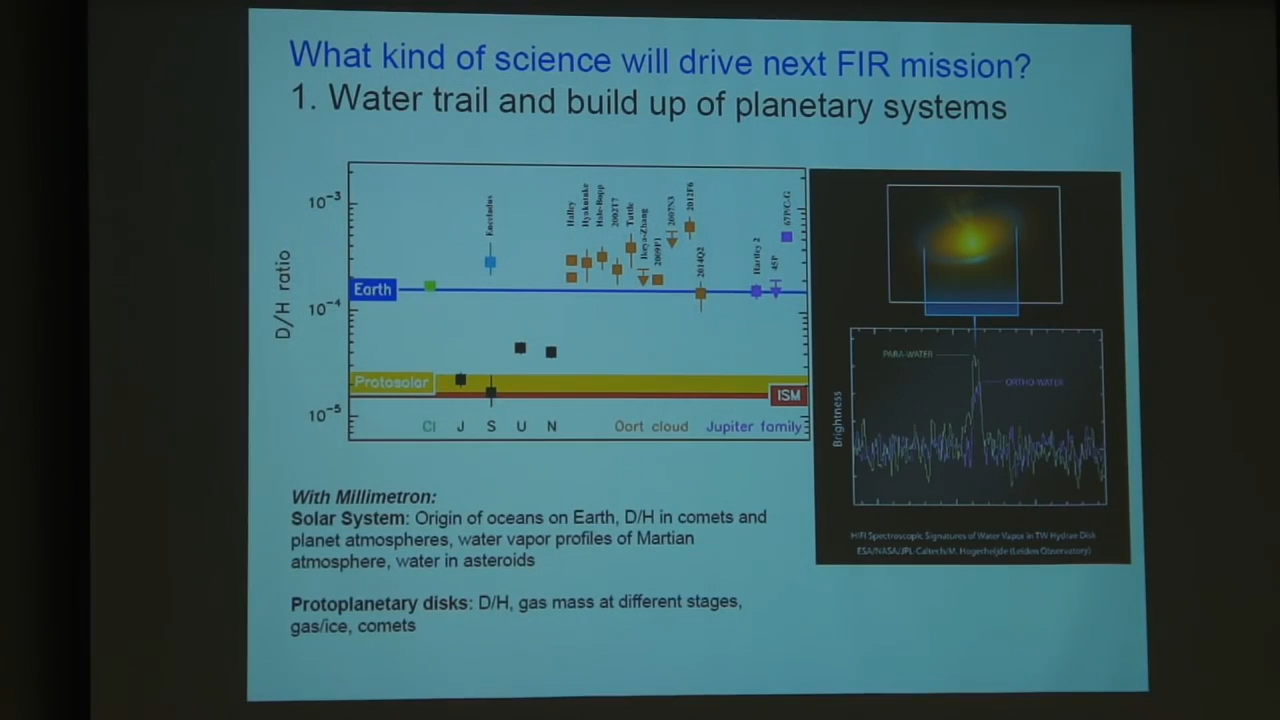 What kind of science will drive next FIR mission?
1. Water trail and build up of planetary systems
D/H ratio
10⁻³
10⁻⁴
10⁻⁵
Earth
Protosolar
ISM
Enceladus
Halley
Hyakutake
Hale-Bopp
2002T7
Tuttle
Ikeya-Zhang
2009P1
2007N3
2012F6
2014Q2
Hartley 2
45P
67P/C-G
CI J S U N Oort cloud Jupiter family
PARA-WATER
ORTHO-WATER
Brightness
HIFI Spectroscopic Signatures of Water Vapor in TW Hydrae Disk
ESA/NASA/JPL-Caltech/M. Hogerheijde (Leiden Observatory)
With Millimetron:
Solar System: Origin of oceans on Earth, D/H in comets and
planet atmospheres, water vapor profiles of Martian
atmosphere, water in asteroids
Protoplanetary disks: D/H, gas mass at different stages,
gas/ice, comets